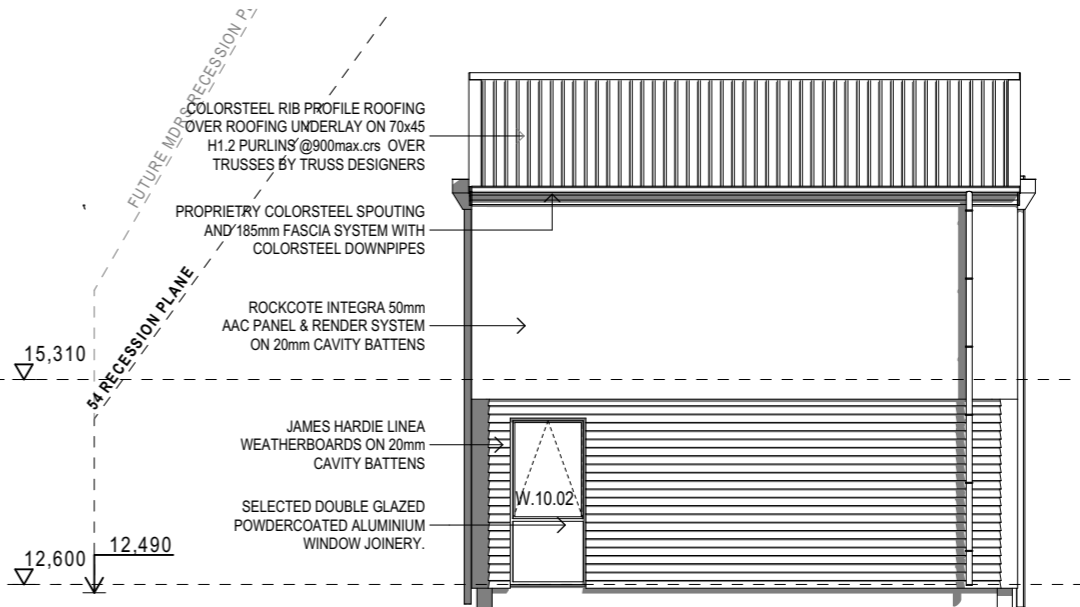 FUTURE MDRS RECESSION P
COLORSTEEL RIB PROFILE ROOFING
OVER ROOFING UNDERLAY ON 70x45
H1.2 PURLINS @900max.crs OVER
TRUSSES BY TRUSS DESIGNERS
PROPRIETRY COLORSTEEL SPOUTING
AND 185mm FASCIA SYSTEM WITH
COLORSTEEL DOWNPIPES
54 RECESSION PLANE
ROCKCOTE INTEGRA 50mm
AAC PANEL & RENDER SYSTEM
ON 20mm CAVITY BATTENS
15,310
JAMES HARDIE LINEA
WEATHERBOARDS ON 20mm
CAVITY BATTENS
W.10.02
SELECTED DOUBLE GLAZED
POWDERCOATED ALUMINIUM
WINDOW JOINERY.
12,490
12,600